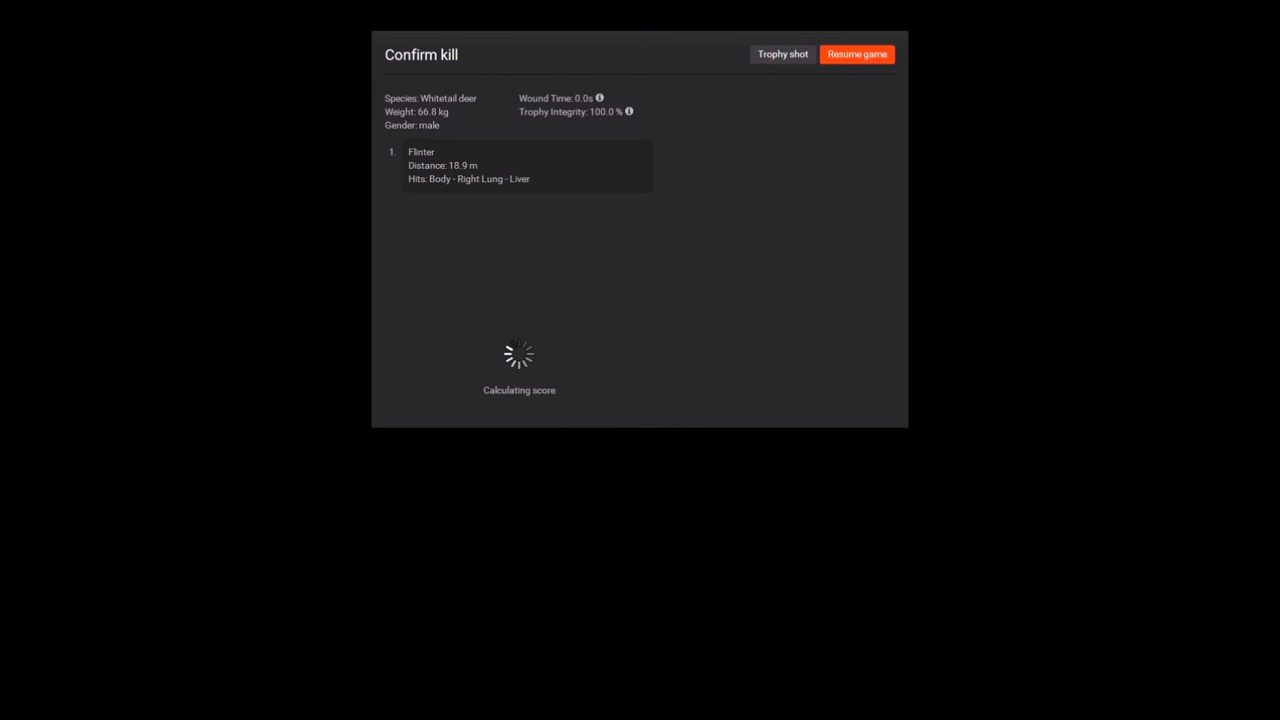 Confirm kill
Trophy shot
Resume game
Species: Whitetail deer
Weight: 66.8 kg
Gender: male
Wound Time: 0.0s
Trophy Integrity: 100.0 %
1.
Flinter
Distance: 18.9 m
Hits: Body - Right Lung - Liver
Calculating score